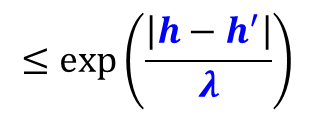 ≤ exp(|h − h′| / λ)